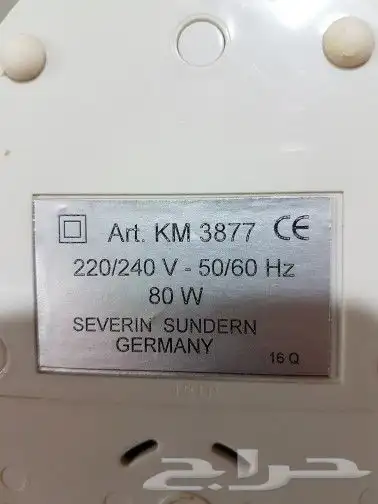 Art. KM 3877 CE
220/240 V - 50/60 Hz
80 W
SEVERIN SUNDERN
GERMANY
16 Q
حراج